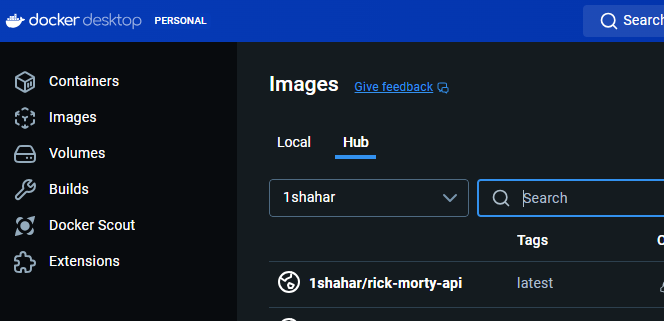 docker desktop PERSONAL Search
Containers
Images
Volumes
Builds
Docker Scout
Extensions
Images Give feedback
Local Hub
1shahar Search
Tags
1shahar/rick-morty-api latest